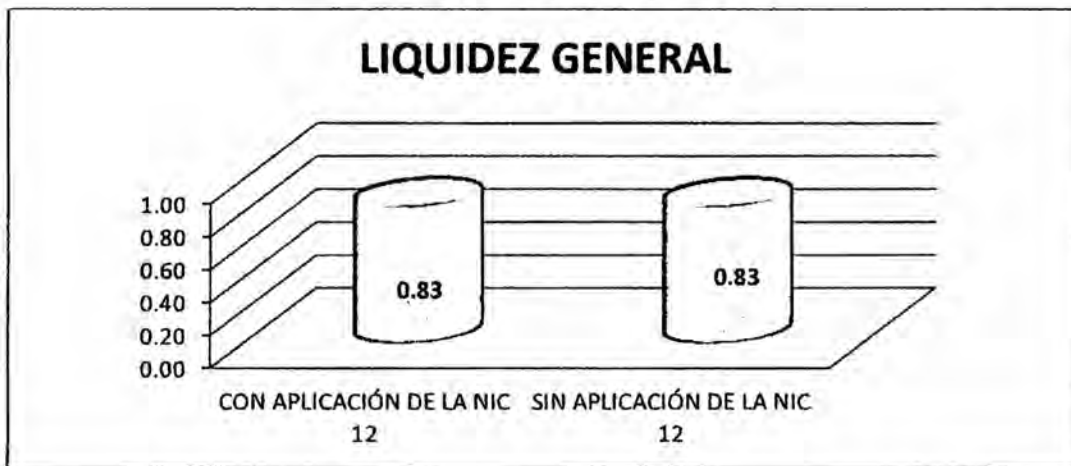 LIQUIDEZ GENERAL
1.00
0.80
0.60
0.40
0.20
0.00
0.83
0.83
CON APLICACIÓN DE LA NIC 12
SIN APLICACIÓN DE LA NIC 12